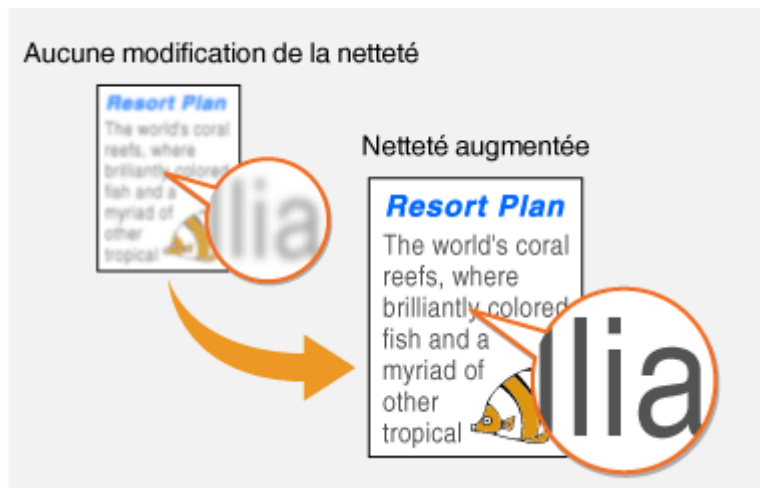 Aucune modification de la netteté
Resort Plan
The world's coral
reefs, where
brilliantly colored
fish and a
myriad of
other
tropical
llia
Netteté augmentée
Resort Plan
The world's coral
reefs, where
brilliantly colored
fish and a
myriad of
other
tropical
llia